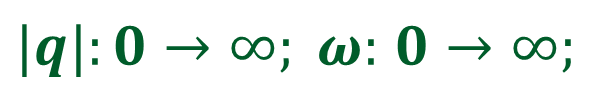 |q|: 0 → ∞; ω: 0 → ∞;